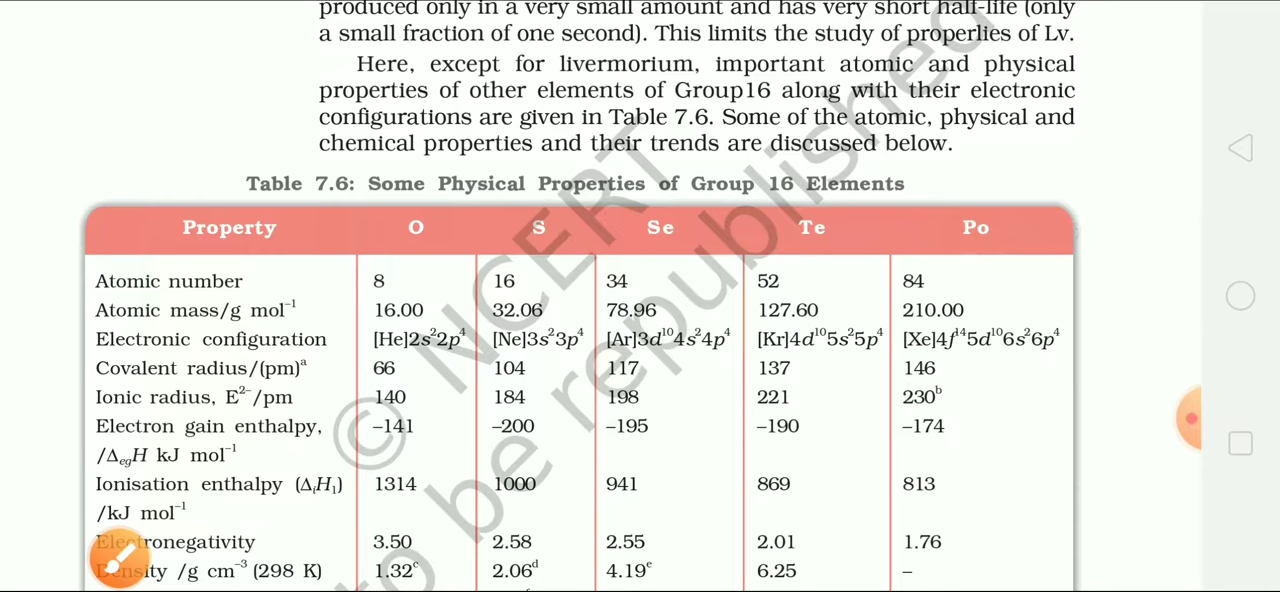 produced only in a very small amount and has very short half-life (only
a small fraction of one second). This limits the study of properlies of Lv.
Here, except for livermorium, important atomic and physical
properties of other elements of Group16 along with their electronic
configurations are given in Table 7.6. Some of the atomic, physical and
chemical properties and their trends are discussed below.
Table 7.6: Some Physical Properties of Group 16 Elements
Property O S Se Te Po
Atomic number 8 16 34 52 84
Atomic mass/g mol⁻¹ 16.00 32.06 78.96 127.60 210.00
Electronic configuration [He]2s²2p⁴ [Ne]3s²3p⁴ [Ar]3d¹⁰4s²4p⁴ [Kr]4d¹⁰5s²5p⁴ [Xe]4f¹⁴5d¹⁰6s²6p⁴
Covalent radius/(pm)ᵃ 66 104 117 137 146
Ionic radius, E²⁻/pm 140 184 198 221 230ᵇ
Electron gain enthalpy, –141 –200 –195 –190 –174
/ΔegH kJ mol⁻¹
Ionisation enthalpy (ΔᵢH₁) 1314 1000 941 869 813
/kJ mol⁻¹
Electronegativity 3.50 2.58 2.55 2.01 1.76
Density /g cm⁻³ (298 K) 1.32ᶜ 2.06ᵈ 4.19ᵉ 6.25 –
© NCERT
to be republished